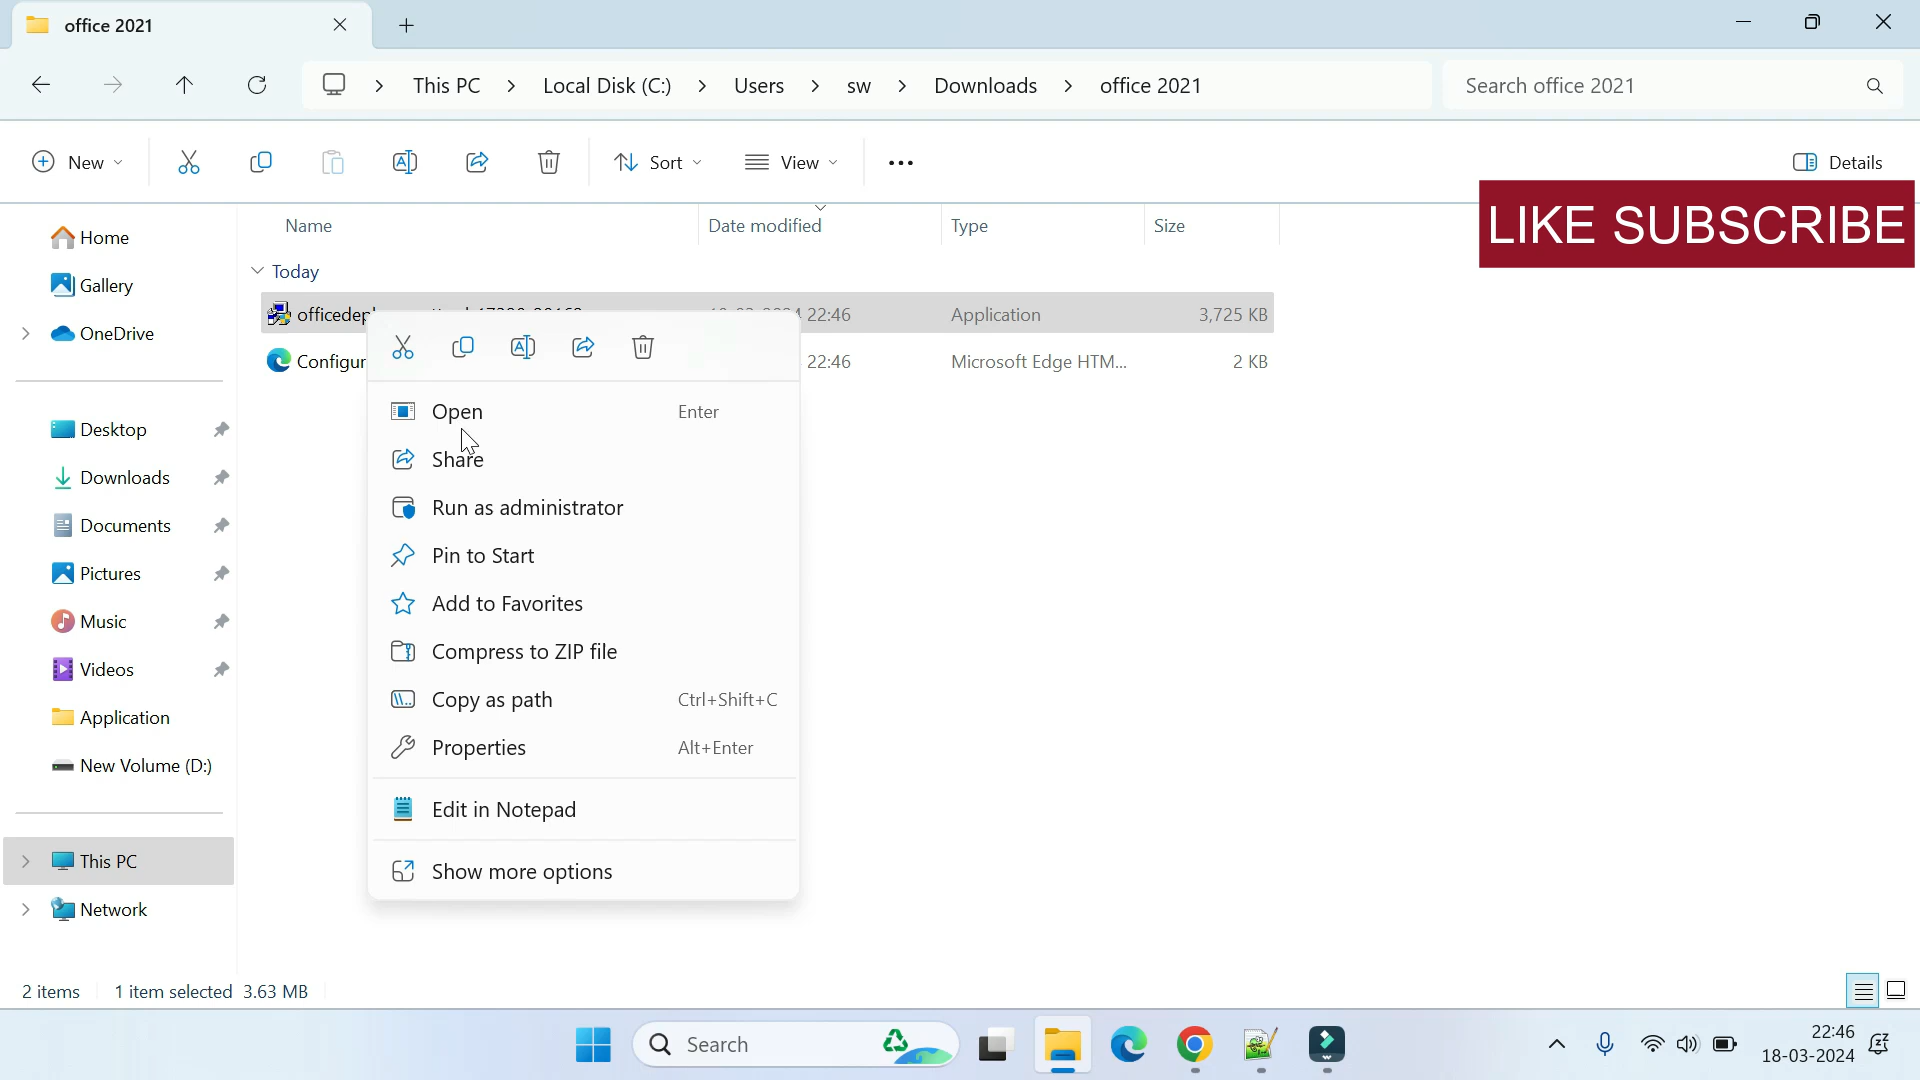 office 2021
This PC
Local Disk (C:)
Users
sw
Downloads
office 2021
Search office 2021
New
Sort
View
Details
LIKE SUBSCRIBE
Name
Date modified
Type
Size
Home
Gallery
OneDrive
Desktop
Downloads
Documents
Pictures
Music
Videos
Application
New Volume (D:)
This PC
Network
Today
22:46
Application
3,725 KB
22:46
Microsoft Edge HTM...
2 KB
Open
Enter
Share
Run as administrator
Pin to Start
Add to Favorites
Compress to ZIP file
Copy as path
Ctrl+Shift+C
Properties
Alt+Enter
Edit in Notepad
Show more options
2 items
1 item selected 3.63 MB
Search
22:46
18-03-2024